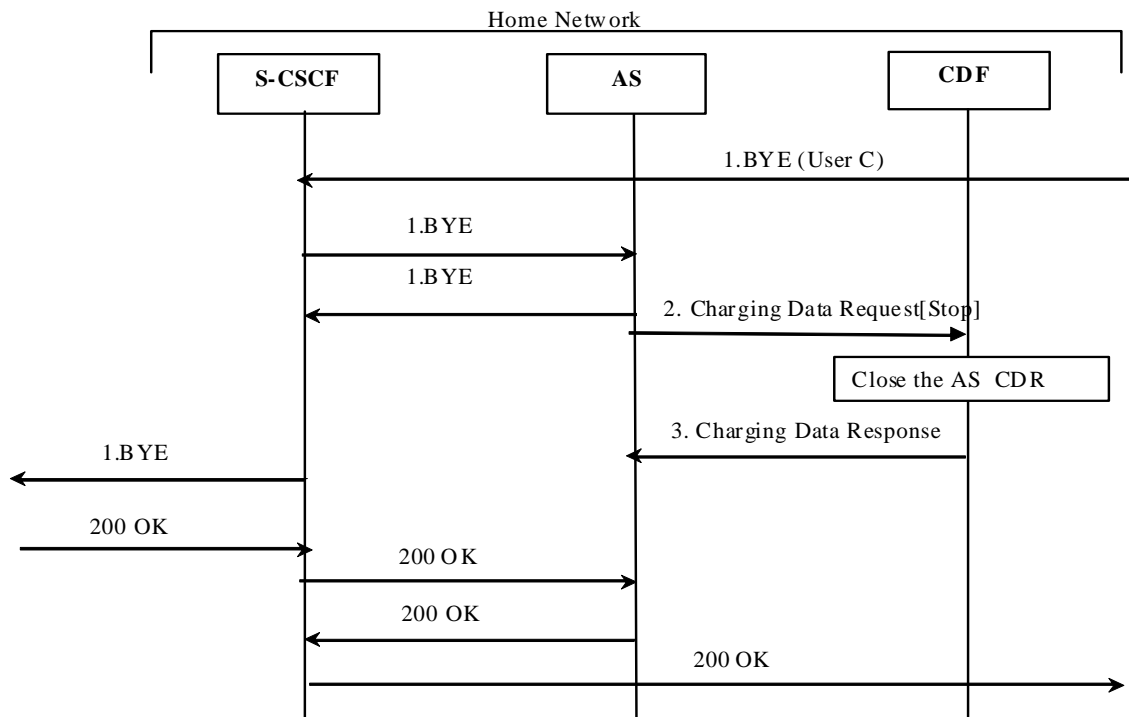 Home Network
S-CSCF
AS
CDF
1.BYE (User C)
1.BYE
1.BYE
2. Charging Data Request[Stop]
Close the AS CDR
3. Charging Data Response
1.BYE
200 OK
200 OK
200 OK
200 OK